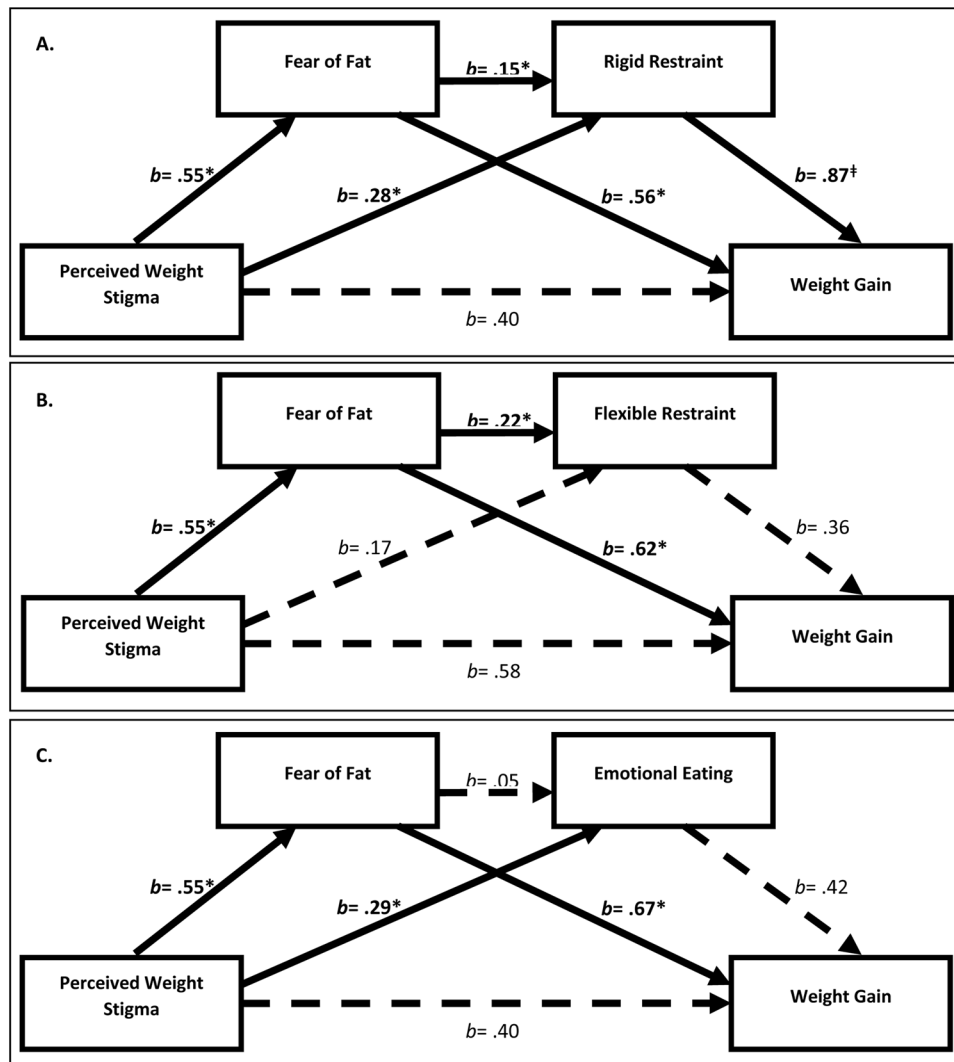 A.
Fear of Fat
b= .15*
Rigid Restraint
b= .55*
b= .28*
b= .56*
b= .87ǂ
Perceived Weight
Stigma
Weight Gain
b= .40
B.
Fear of Fat
b= .22*
Flexible Restraint
b= .55*
b= .17
b= .62*
b= .36
Perceived Weight
Stigma
Weight Gain
b= .58
C.
Fear of Fat
b= .05
Emotional Eating
b= .55*
b= .29*
b= .67*
b= .42
Perceived Weight
Stigma
Weight Gain
b= .40